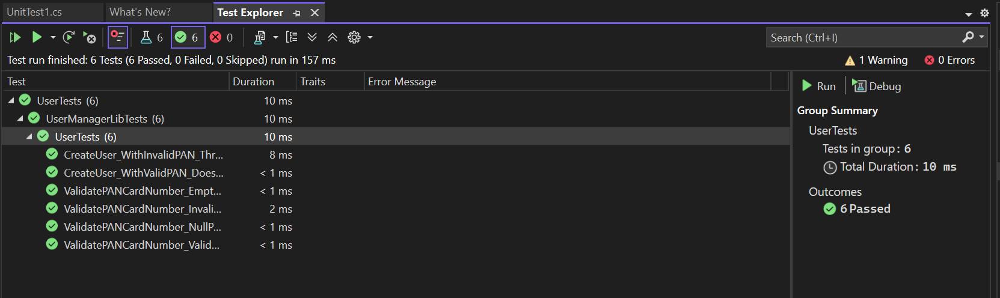 UnitTest1.cs What's New? Test Explorer
6 6 0 Search (Ctrl+I)
Test run finished: 6 Tests (6 Passed, 0 Failed, 0 Skipped) run in 157 ms 1 Warning 0 Errors
Test Duration Traits Error Message
UserTests (6) 10 ms
UserManagerLibTests (6) 10 ms
UserTests (6) 10 ms
CreateUser_WithInvalidPAN_Thr... 8 ms
CreateUser_WithValidPAN_Does... < 1 ms
ValidatePANCardNumber_Empt... < 1 ms
ValidatePANCardNumber_Invali... 2 ms
ValidatePANCardNumber_NullP... < 1 ms
ValidatePANCardNumber_Valid... < 1 ms
Run Debug
Group Summary
UserTests
Tests in group: 6
Total Duration: 10 ms
Outcomes
6 Passed